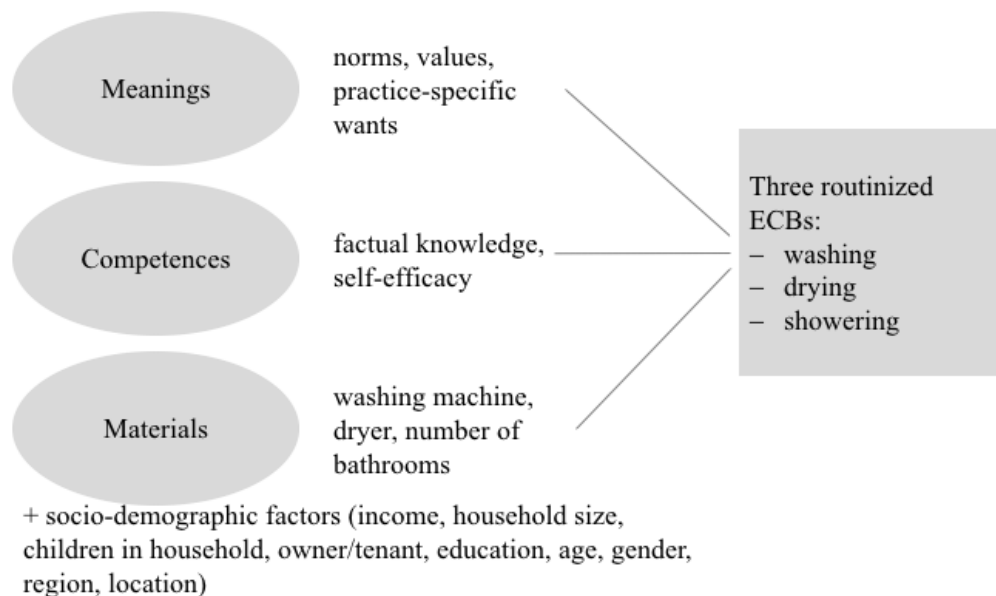 Meanings
norms, values,
practice-specific
wants
Competences
factual knowledge,
self-efficacy
Materials
washing machine,
dryer, number of
bathrooms
Three routinized
ECBs:
– washing
– drying
– showering
+ socio-demographic factors (income, household size,
children in household, owner/tenant, education, age, gender,
region, location)